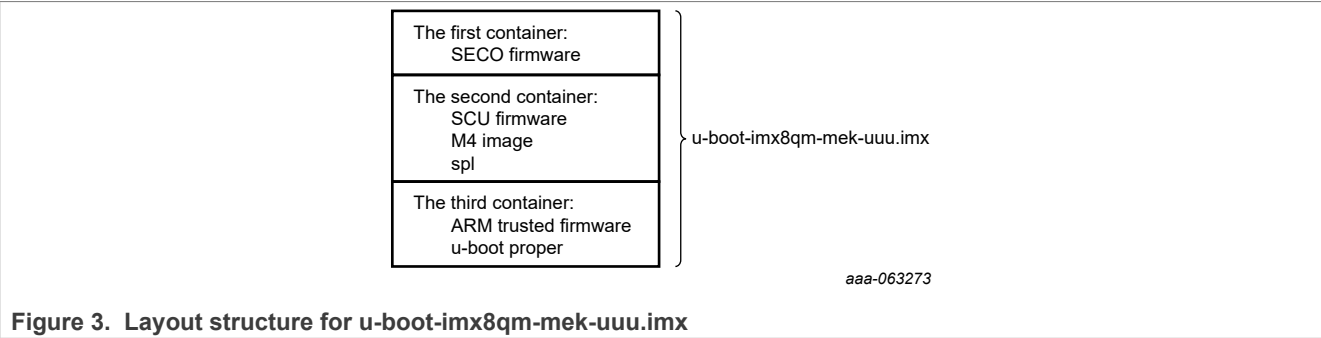 The first container:
SECO firmware
The second container:
SCU firmware
M4 image
spl
u-boot-imx8qm-mek-uuu.imx
The third container:
ARM trusted firmware
u-boot proper
aaa-063273
Figure 3. Layout structure for u-boot-imx8qm-mek-uuu.imx